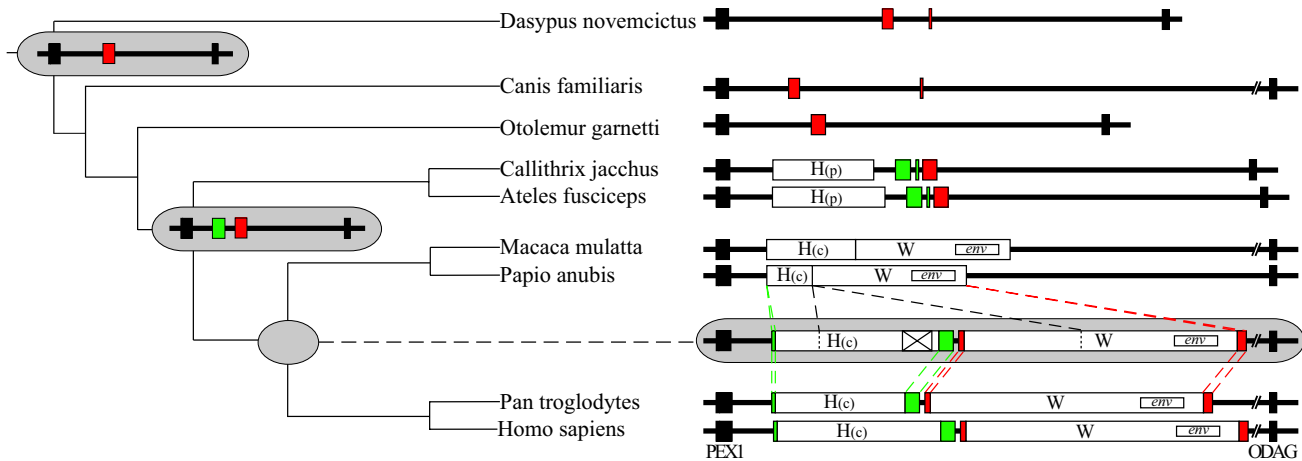 Dasypus novemcictus
Canis familiaris
Otolemur garnetti
Callithrix jacchus H(p)
Ateles fusciceps H(p)
Macaca mulatta H(c) W env
Papio anubis H(c) W env
H(c) W env
Pan troglodytes H(c) W env
Homo sapiens H(c) W env
PEX1 ODAG